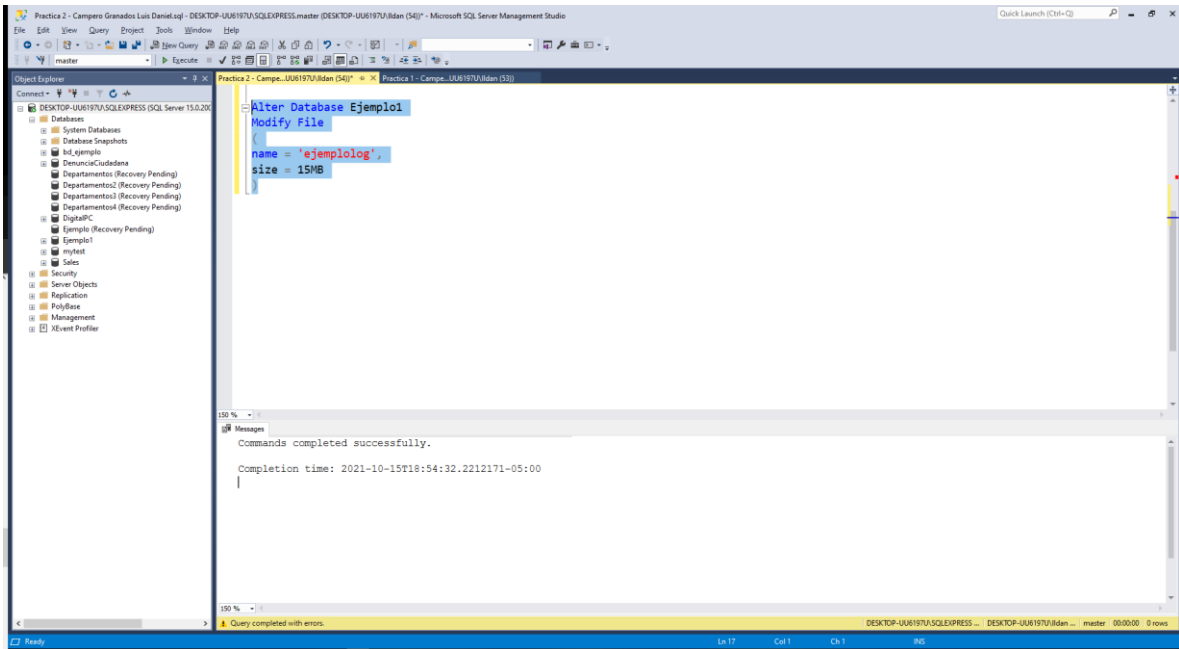 Practica 2 - Campero Granados Luis Daniel.sql - DESKTOP-UU6197U\SQLEXPRESS.master (DESKTOP-UU6197U\lldan (54))* - Microsoft SQL Server Management Studio
Quick Launch (Ctrl+Q)
File Edit View Query Project Tools Window Help
New Query
master
Execute
Object Explorer
Practica 2 - Campe...UU6197U\lldan (54))* Practica 1 - Campe...UU6197U\lldan (53))
Connect
DESKTOP-UU6197U\SQLEXPRESS (SQL Server 15.0.200
Databases
System Databases
Database Snapshots
bd_ejemplo
DenunciaCiudadana
Departamentos (Recovery Pending)
Departamentos2 (Recovery Pending)
Departamentos3 (Recovery Pending)
Departamentos4 (Recovery Pending)
DigitalPC
Ejemplo (Recovery Pending)
Ejemplo1
mytest
Sales
Security
Server Objects
Replication
PolyBase
Management
XEvent Profiler
Alter Database Ejemplo1
Modify File
(
name = 'ejemplolog',
size = 15MB
)
150 %
Messages
Commands completed successfully.
Completion time: 2021-10-15T18:54:32.2212171-05:00
150 %
Query completed with errors.
DESKTOP-UU6197U\SQLEXPRESS ... DESKTOP-UU6197U\lldan ... master 00:00:00 0 rows
Ready
Ln 17 Col 1 Ch 1 INS